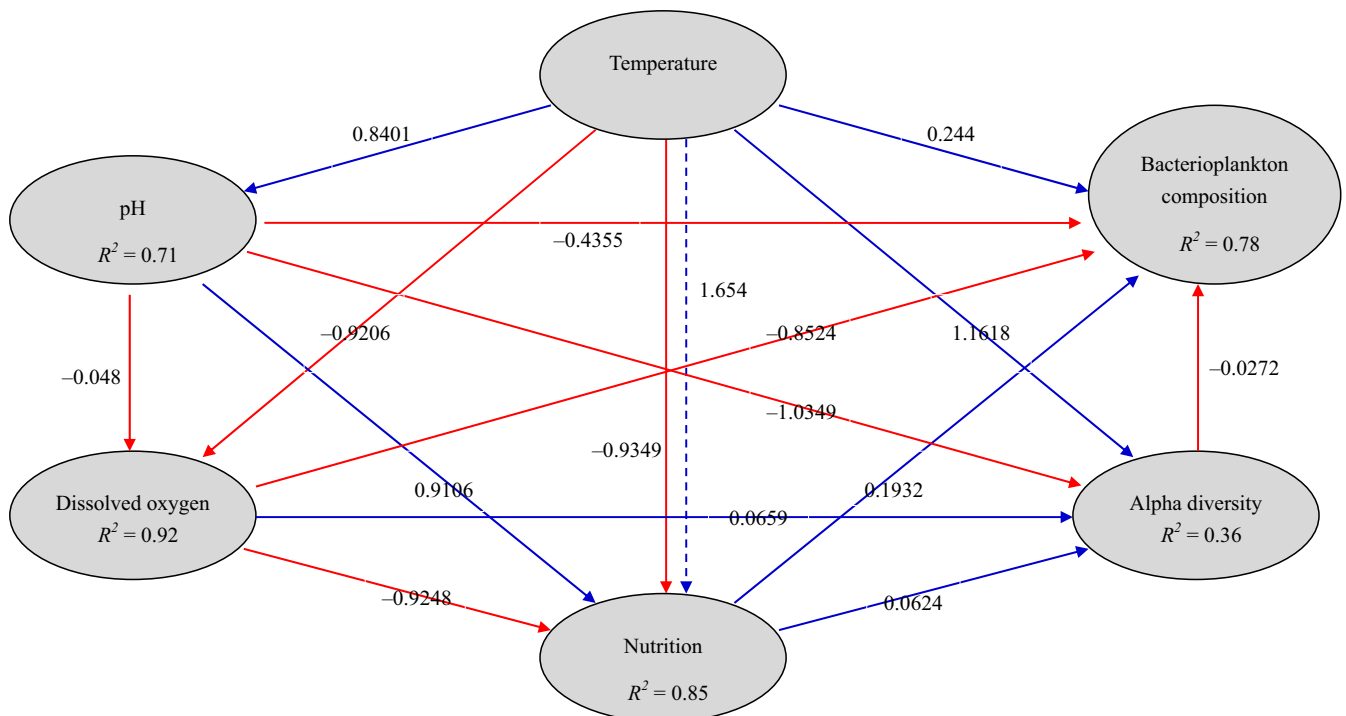 Temperature
0.8401
0.244
Bacterioplankton
composition
R² = 0.78
pH
R² = 0.71
–0.4355
1.654
–0.9206
–0.8524
1.1618
–0.048
–0.0272
–1.0349
–0.9349
0.9106
0.1932
Dissolved oxygen
R² = 0.92
0.0659
Alpha diversity
R² = 0.36
–0.9248
0.0624
Nutrition
R² = 0.85